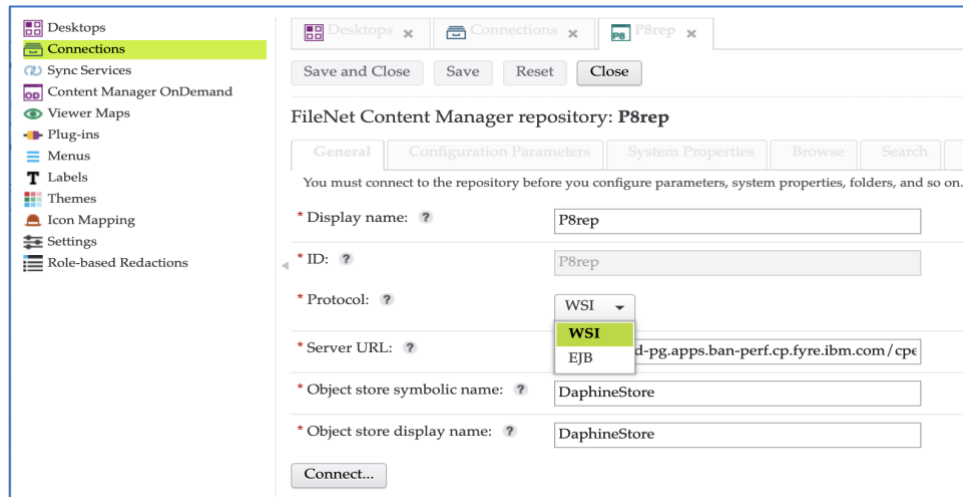 Desktops
Connections
Sync Services
OD Content Manager OnDemand
Viewer Maps
Plug-ins
Menus
T Labels
Themes
Icon Mapping
Settings
Role-based Redactions
Desktops x Connections x P8 P8rep x
Save and Close Save Reset Close
FileNet Content Manager repository: P8rep
General Configuration Parameters System Properties Browse Search
You must connect to the repository before you configure parameters, system properties, folders, and so on.
* Display name: ? P8rep
* ID: ? P8rep
* Protocol: ? WSI
WSI
EJB
* Server URL: ? d-pg.apps.ban-perf.cp.fyre.ibm.com/cpe
* Object store symbolic name: ? DaphineStore
* Object store display name: ? DaphineStore
Connect...